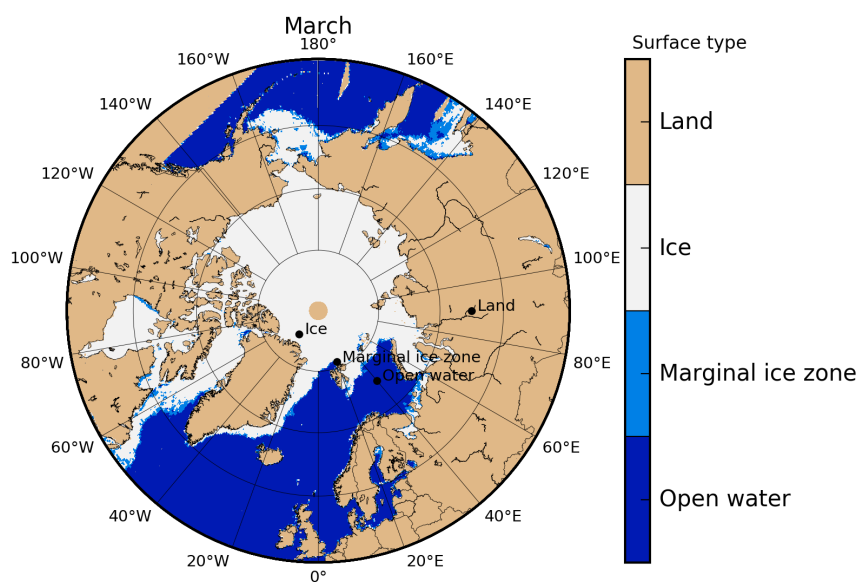 March
180°
160°W
160°E
140°W
140°E
120°W
120°E
100°W
100°E
80°W
80°E
60°W
60°E
40°W
40°E
20°W
20°E
0°
Land
Ice
Marginal ice zone
Open water
Surface type
Land
Ice
Marginal ice zone
Open water